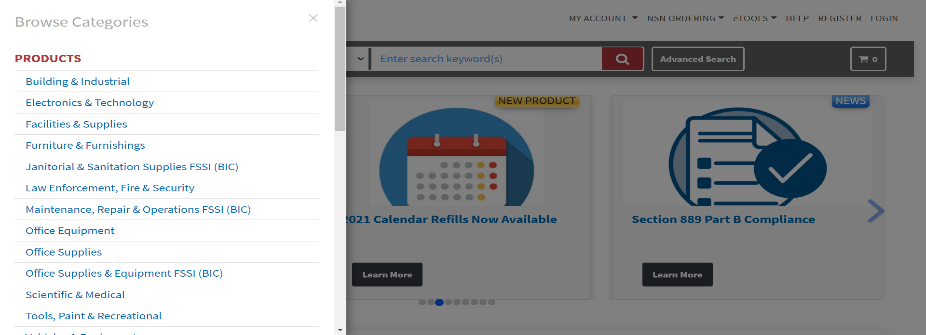 Browse Categories
×
PRODUCTS
Building & Industrial
Electronics & Technology
Facilities & Supplies
Furniture & Furnishings
Janitorial & Sanitation Supplies FSSI (BIC)
Law Enforcement, Fire & Security
Maintenance, Repair & Operations FSSI (BIC)
Office Equipment
Office Supplies
Office Supplies & Equipment FSSI (BIC)
Scientific & Medical
Tools, Paint & Recreational
MY ACCOUNT NSN ORDERING eTOOLS HELP REGISTER LOGIN
Enter search keyword(s) Advanced Search 0
NEW PRODUCT
2021 Calendar Refills Now Available
Learn More
NEWS
Section 889 Part B Compliance
Learn More